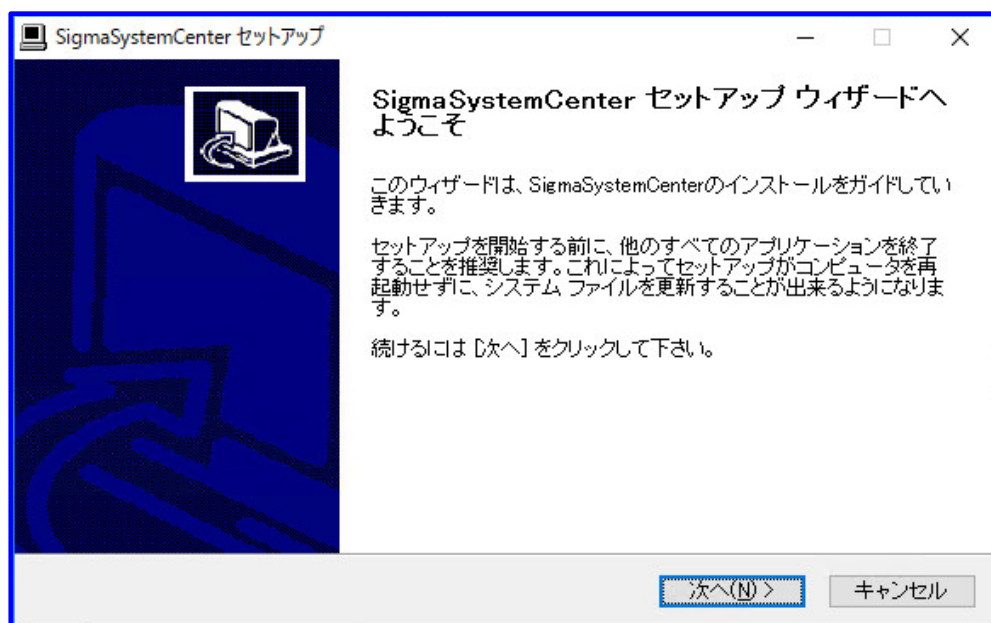 SigmaSystemCenter セットアップ
SigmaSystemCenter セットアップ ウィザードへ
ようこそ
このウィザードは、SigmaSystemCenterのインストールをガイドしてい
きます。
セットアップを開始する前に、他のすべてのアプリケーションを終了
することを推奨します。これによってセットアップがコンピュータを再
起動せずに、システム ファイルを更新することが出来るようになりま
す。
続けるには [次へ] をクリックして下さい。
次へ(N) >
キャンセル